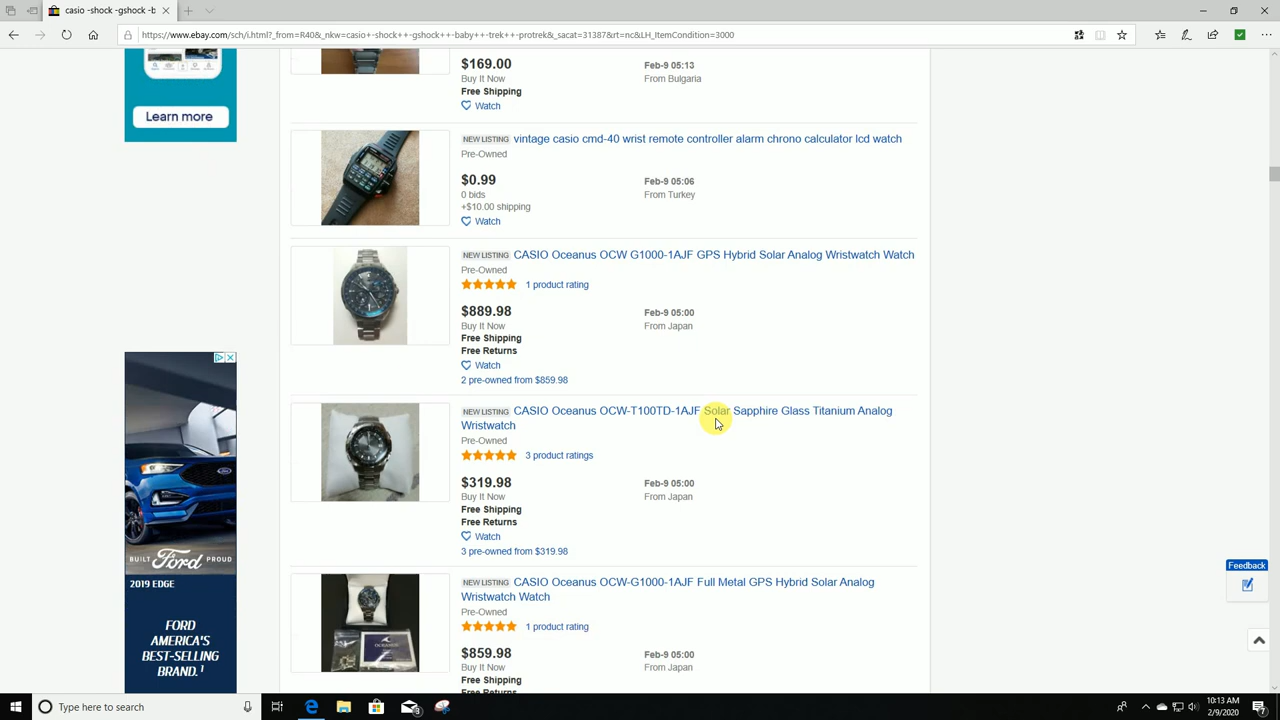 casio -shock -gshock -b
https://www.ebay.com/sch/i.html?_from=R40&_nkw=casio+-shock++-gshock++-baby++-trek++-protrek&_sacat=31387&rt=nc&LH_ItemCondition=3000
Learn more
$169.00
Buy It Now
Free Shipping
Watch
Feb-9 05:13
From Bulgaria
NEW LISTING vintage casio cmd-40 wrist remote controller alarm chrono calculator lcd watch
Pre-Owned
$0.99
0 bids
+$10.00 shipping
Watch
Feb-9 05:06
From Turkey
NEW LISTING CASIO Oceanus OCW G1000-1AJF GPS Hybrid Solar Analog Wristwatch Watch
Pre-Owned
1 product rating
$889.98
Buy It Now
Free Shipping
Free Returns
Watch
2 pre-owned from $859.98
Feb-9 05:00
From Japan
NEW LISTING CASIO Oceanus OCW-T100TD-1AJF Solar Sapphire Glass Titanium Analog
Wristwatch
Pre-Owned
3 product ratings
$319.98
Buy It Now
Free Shipping
Free Returns
Watch
3 pre-owned from $319.98
Feb-9 05:00
From Japan
NEW LISTING CASIO Oceanus OCW-G1000-1AJF Full Metal GPS Hybrid Solar Analog
Wristwatch Watch
Pre-Owned
1 product rating
$859.98
Buy It Now
Free Shipping
Free Returns
Feb-9 05:00
From Japan
BUILT Ford PROUD
2019 EDGE
FORD
AMERICA'S
BEST-SELLING
BRAND.1
Feedback
Type here to search
10:13 AM
2/9/2020